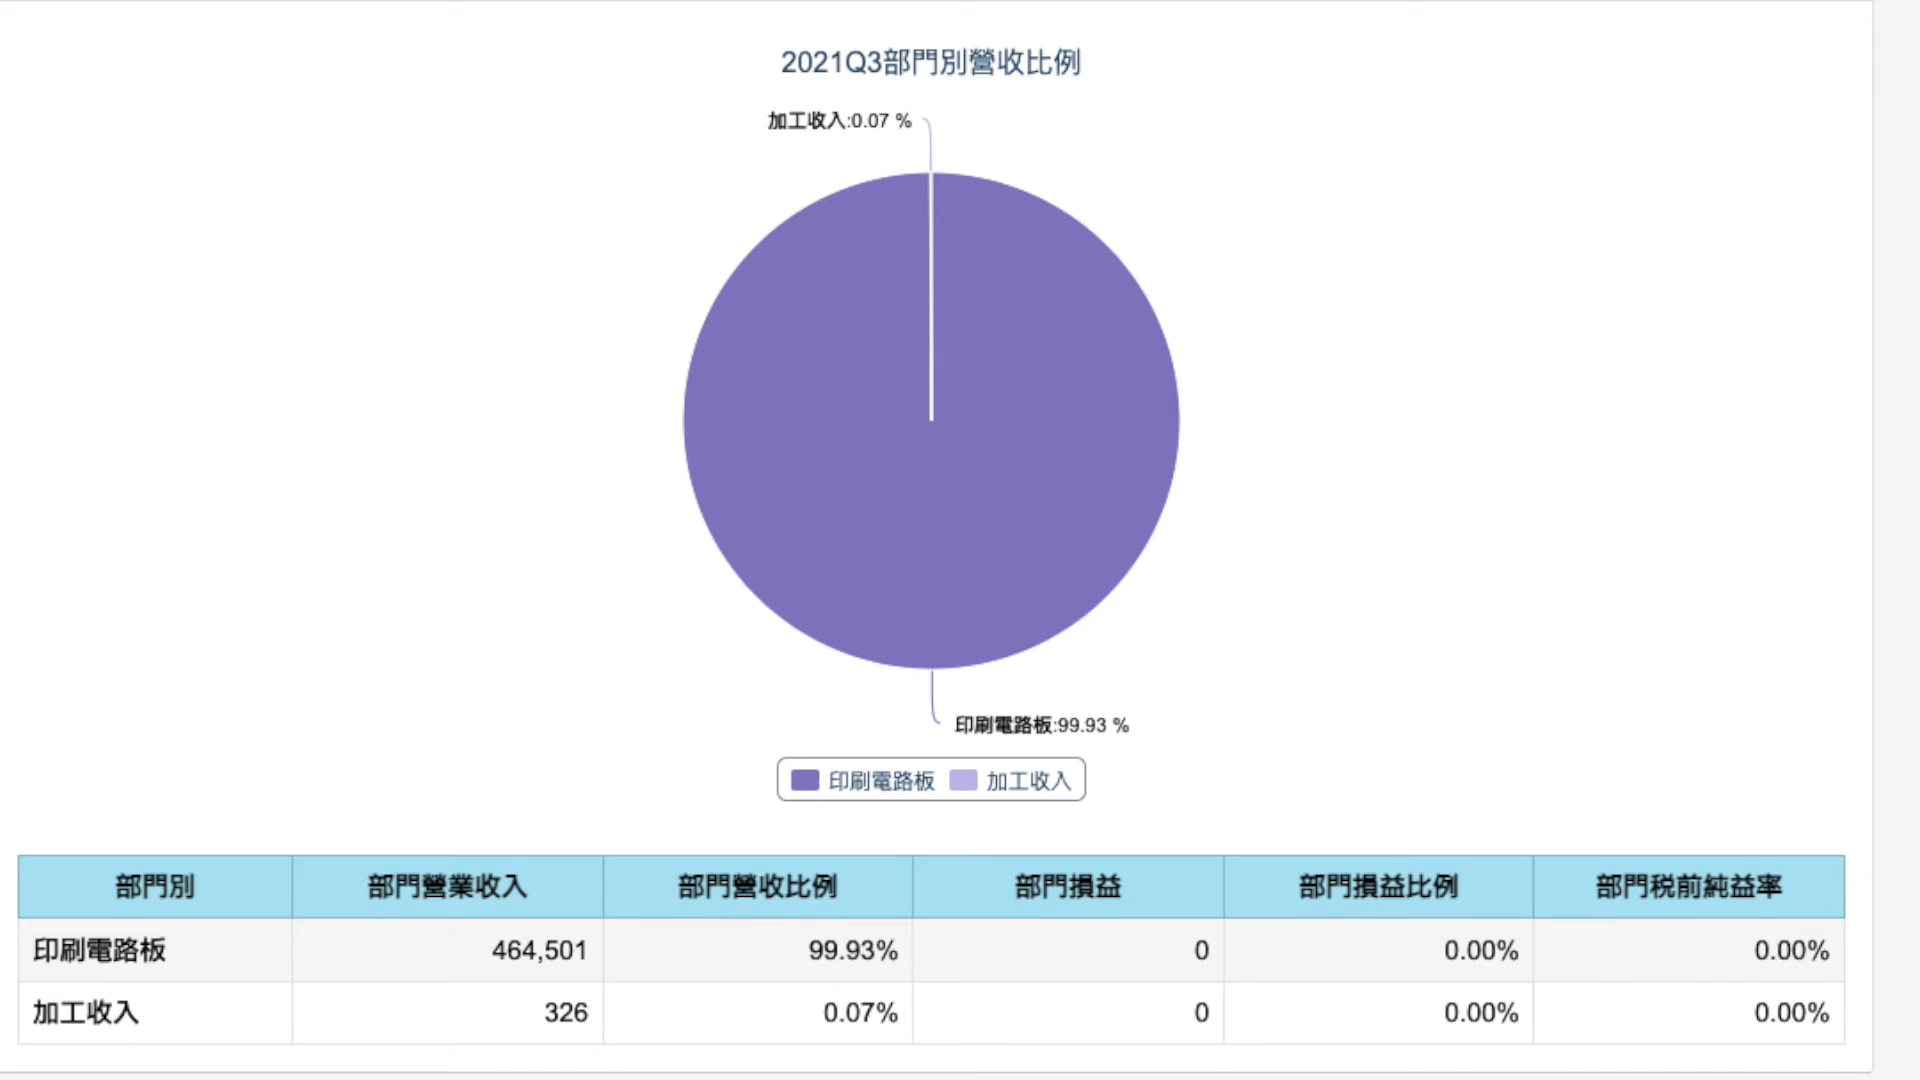 2021Q3部門別營收比例
加工收入:0.07 %
印刷電路板:99.93 %
印刷電路板 加工收入
部門別 部門營業收入 部門營收比例 部門損益 部門損益比例 部門税前純益率
印刷電路板 464,501 99.93% 0 0.00% 0.00%
加工收入 326 0.07% 0 0.00% 0.00%